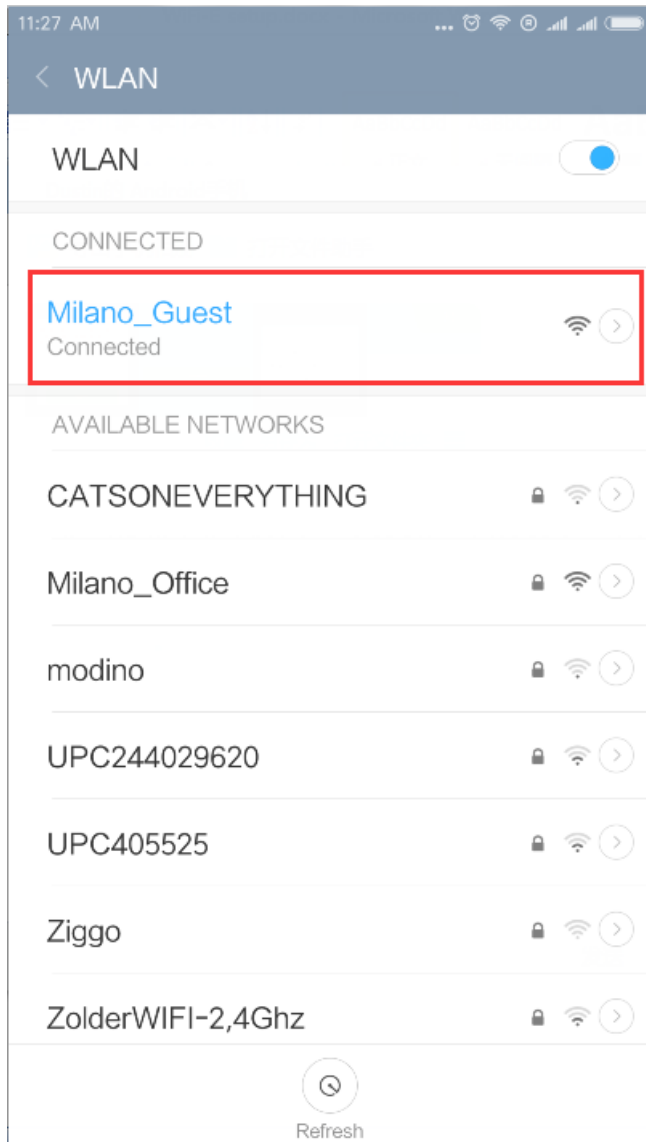 11:27 AM
WLAN
WLAN
CONNECTED
Milano_Guest
Connected
AVAILABLE NETWORKS
CATSONEVERYTHING
Milano_Office
modino
UPC244029620
UPC405525
Ziggo
ZolderWIFI-2,4Ghz
Refresh